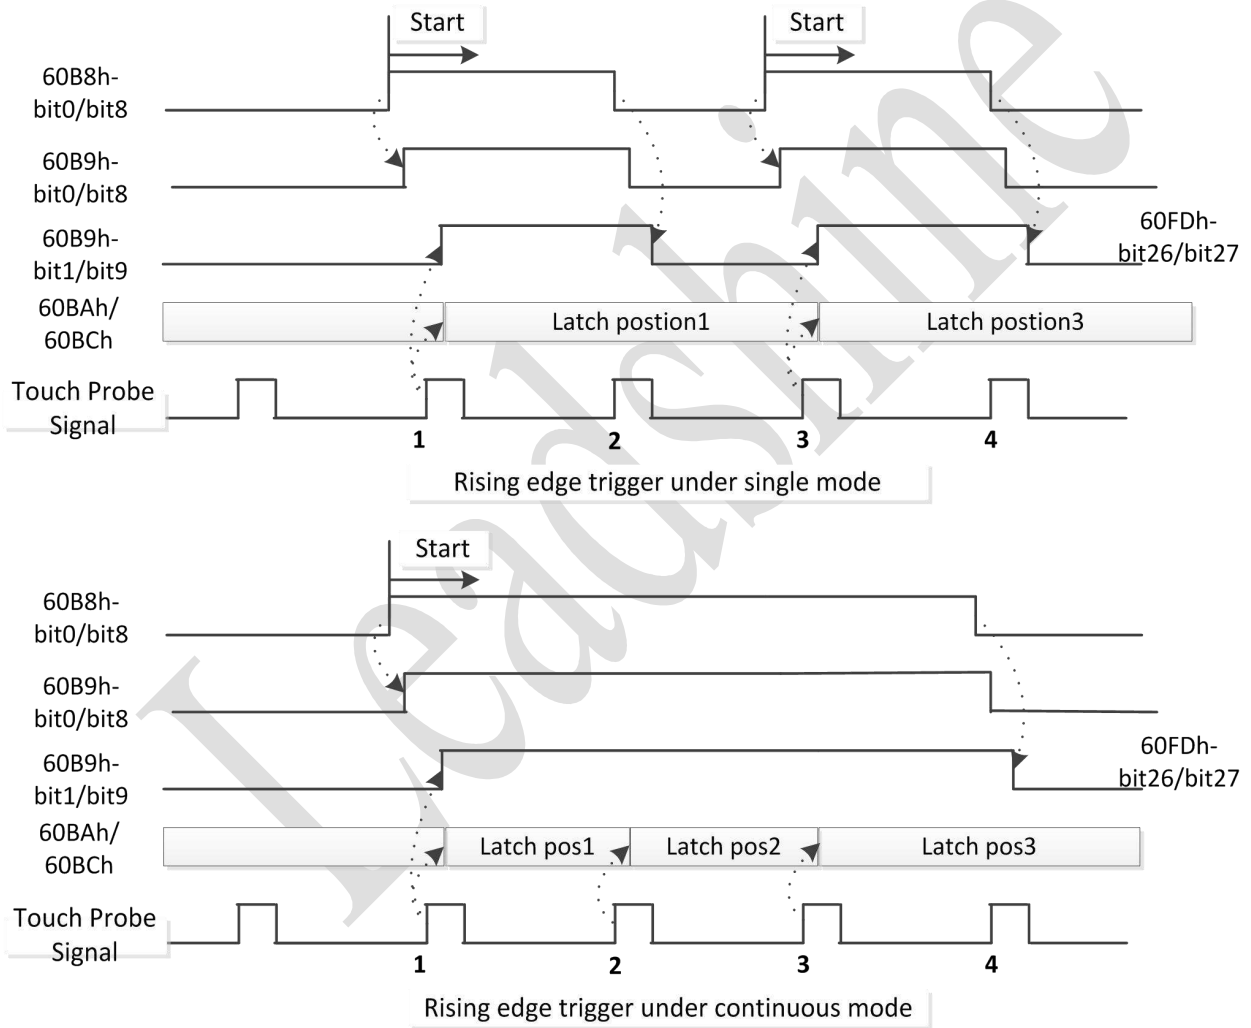 Start
Start
60B8h-
bit0/bit8
60B9h-
bit0/bit8
60B9h-
bit1/bit9
60FDh-
bit26/bit27
60BAh/
60BCh
Latch postion1
Latch postion3
Touch Probe
Signal
1
2
3
4
Rising edge trigger under single mode
Start
60B8h-
bit0/bit8
60B9h-
bit0/bit8
60B9h-
bit1/bit9
60FDh-
bit26/bit27
60BAh/
60BCh
Latch pos1
Latch pos2
Latch pos3
Touch Probe
Signal
1
2
3
4
Rising edge trigger under continuous mode
Leadshine